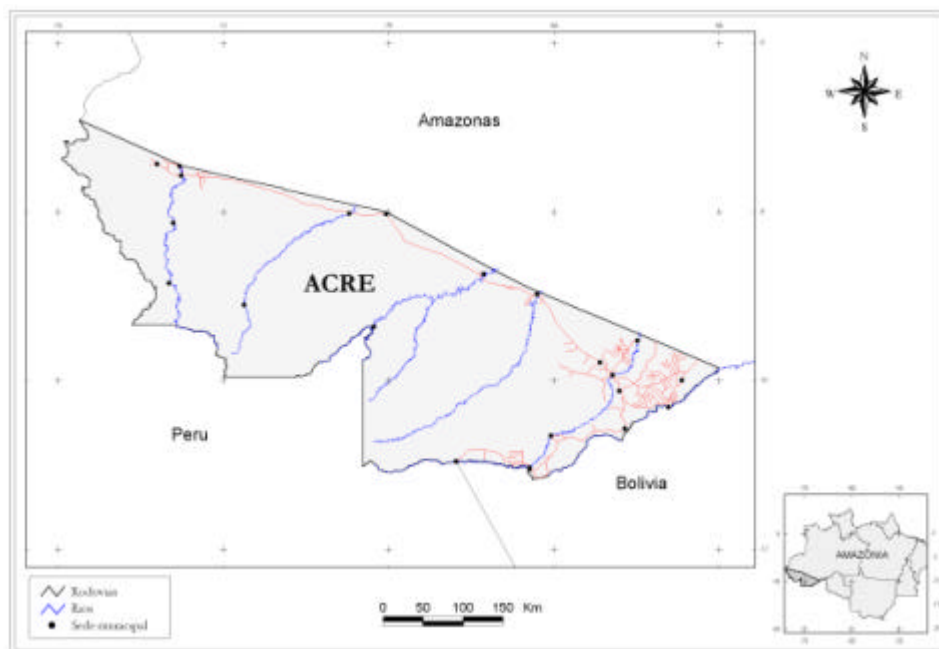 N
W E
S
Amazonas
ACRE
Peru
Bolivia
AMAZÔNIA
Rodovias
Rios
Sede municipal
0 50 100 150 Km